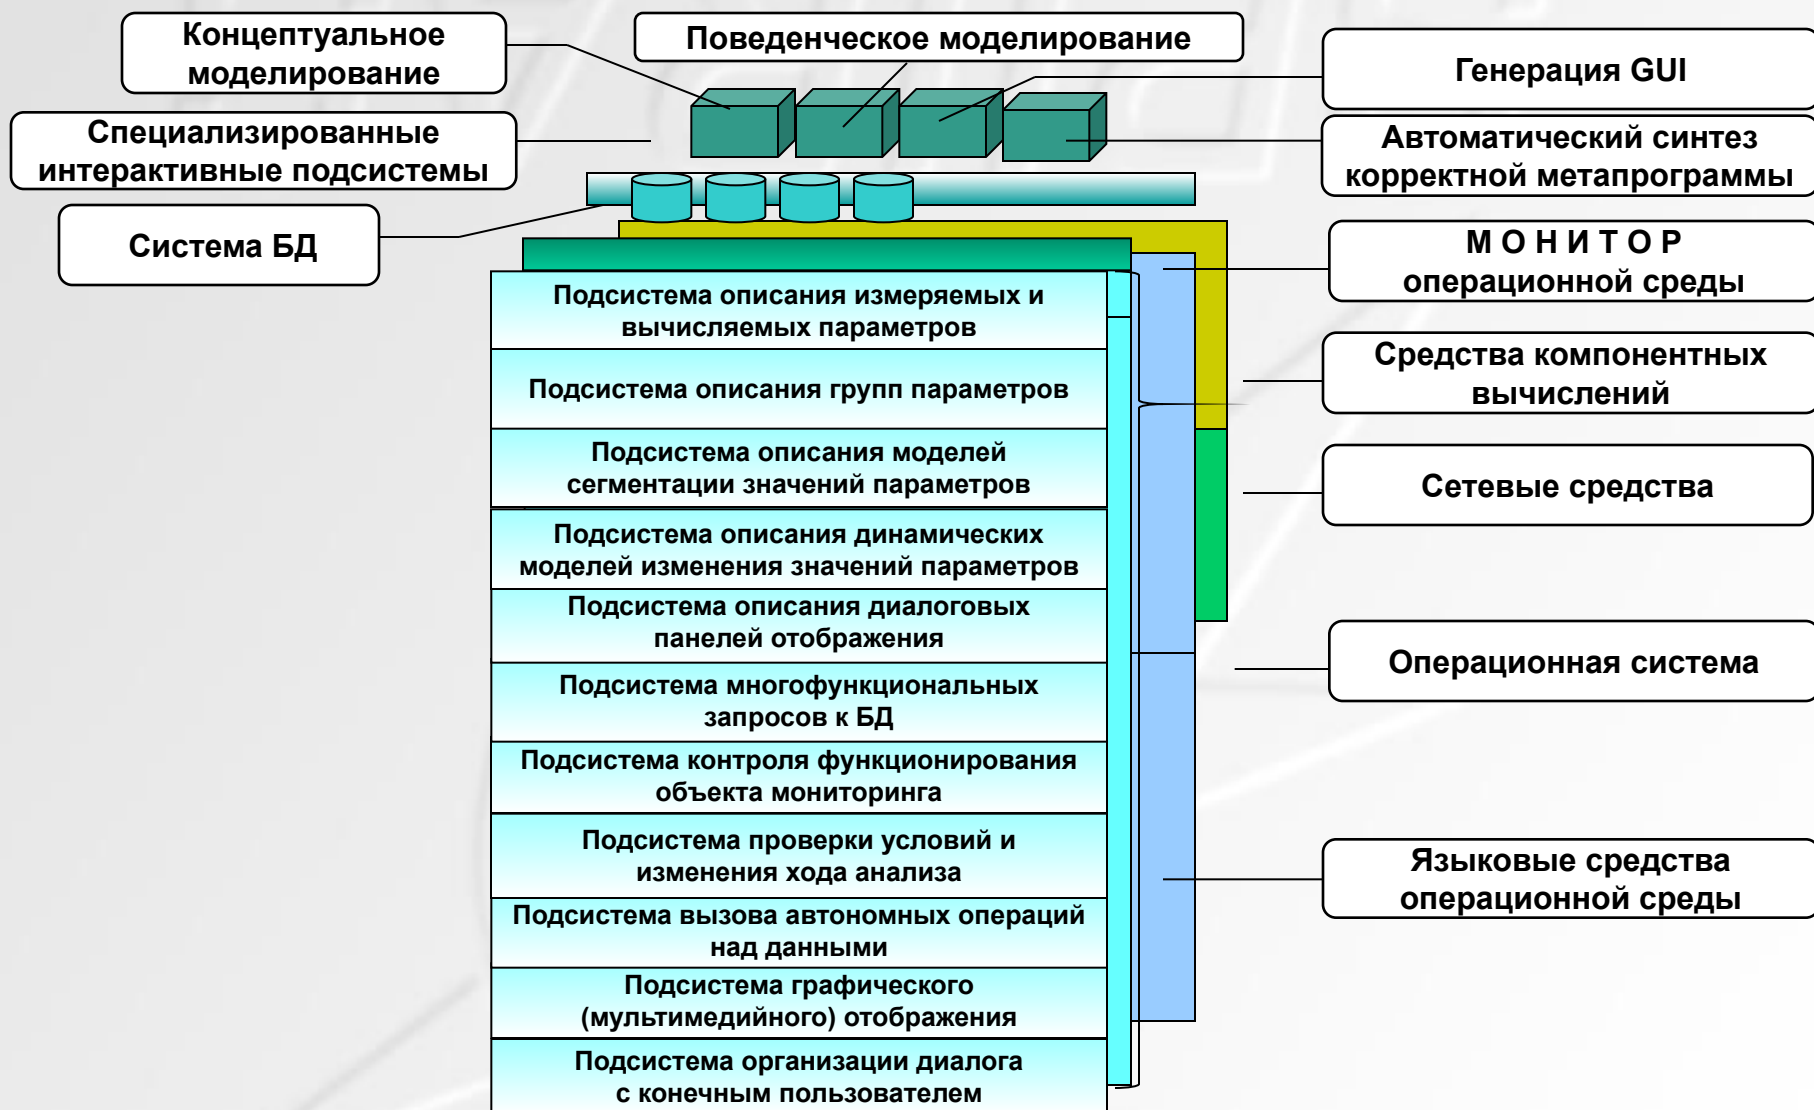 Концептуальное
моделирование
Поведенческое моделирование
Генерация GUI
Специализированные
интерактивные подсистемы
Автоматический синтез
корректной метапрограммы
Система БД
М О Н И Т О Р
операционной среды
Подсистема описания измеряемых и
вычисляемых параметров
Средства компонентных
вычислений
Подсистема описания групп параметров
Подсистема описания моделей
сегментации значений параметров
Сетевые средства
Подсистема описания динамических
моделей изменения значений параметров
Подсистема описания диалоговых
панелей отображения
Операционная система
Подсистема многофункциональных
запросов к БД
Подсистема контроля функционирования
объекта мониторинга
Подсистема проверки условий и
изменения хода анализа
Языковые средства
операционной среды
Подсистема вызова автономных операций
над данными
Подсистема графического
(мультимедийного) отображения
Подсистема организации диалога
с конечным пользователем